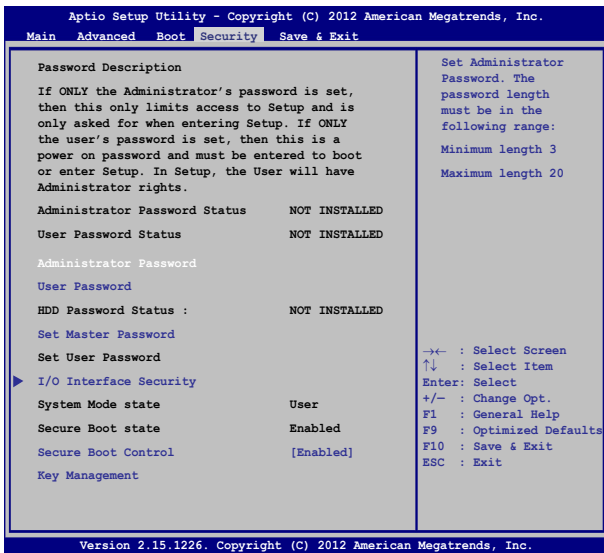 Aptio Setup Utility - Copyright (C) 2012 American Megatrends, Inc.
Main Advanced Boot Security Save & Exit
Password Description
If ONLY the Administrator's password is set,
then this only limits access to Setup and is
only asked for when entering Setup. If ONLY
the user's password is set, then this is a
power on password and must be entered to boot
or enter Setup. In Setup, the User will have
Administrator rights.
Administrator Password Status NOT INSTALLED
User Password Status NOT INSTALLED
Administrator Password
User Password
HDD Password Status : NOT INSTALLED
Set Master Password
Set User Password
I/O Interface Security
System Mode state User
Secure Boot state Enabled
Secure Boot Control [Enabled]
Key Management
Set Administrator
Password. The
password length
must be in the
following range:
Minimum length 3
Maximum length 20
→← : Select Screen
↑↓ : Select Item
Enter: Select
+/— : Change Opt.
F1 : General Help
F9 : Optimized Defaults
F10 : Save & Exit
ESC : Exit
Version 2.15.1226. Copyright (C) 2012 American Megatrends, Inc.